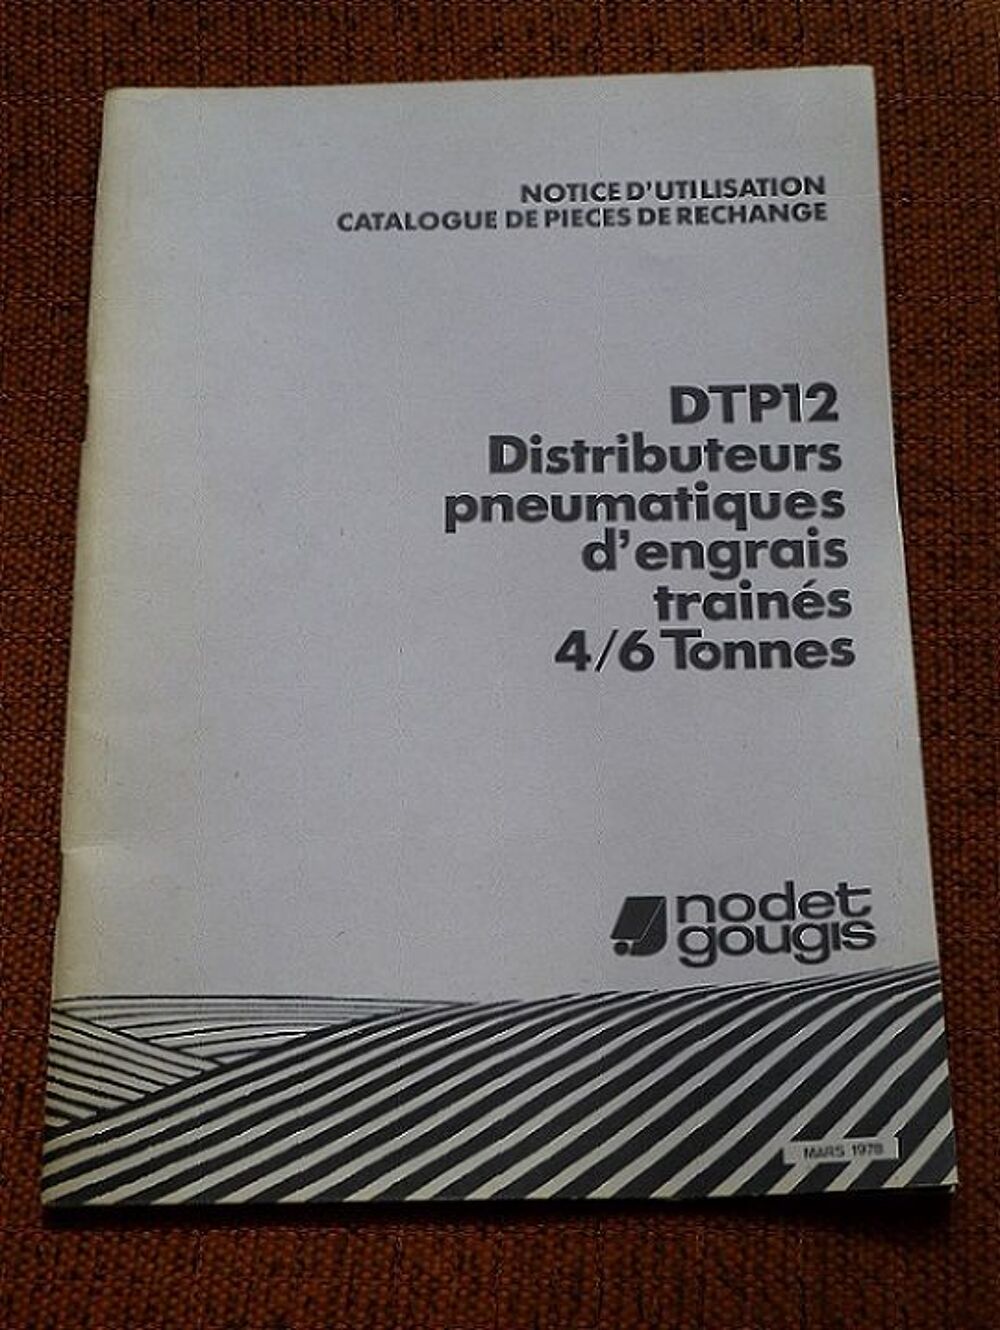 NOTICE D'UTILISATION
CATALOGUE DE PIECES DE RECHANGE
DTP12
Distributeurs
pneumatiques
d'engrais
trainés
4/6 Tonnes
nodet
gougis
MARS 1978